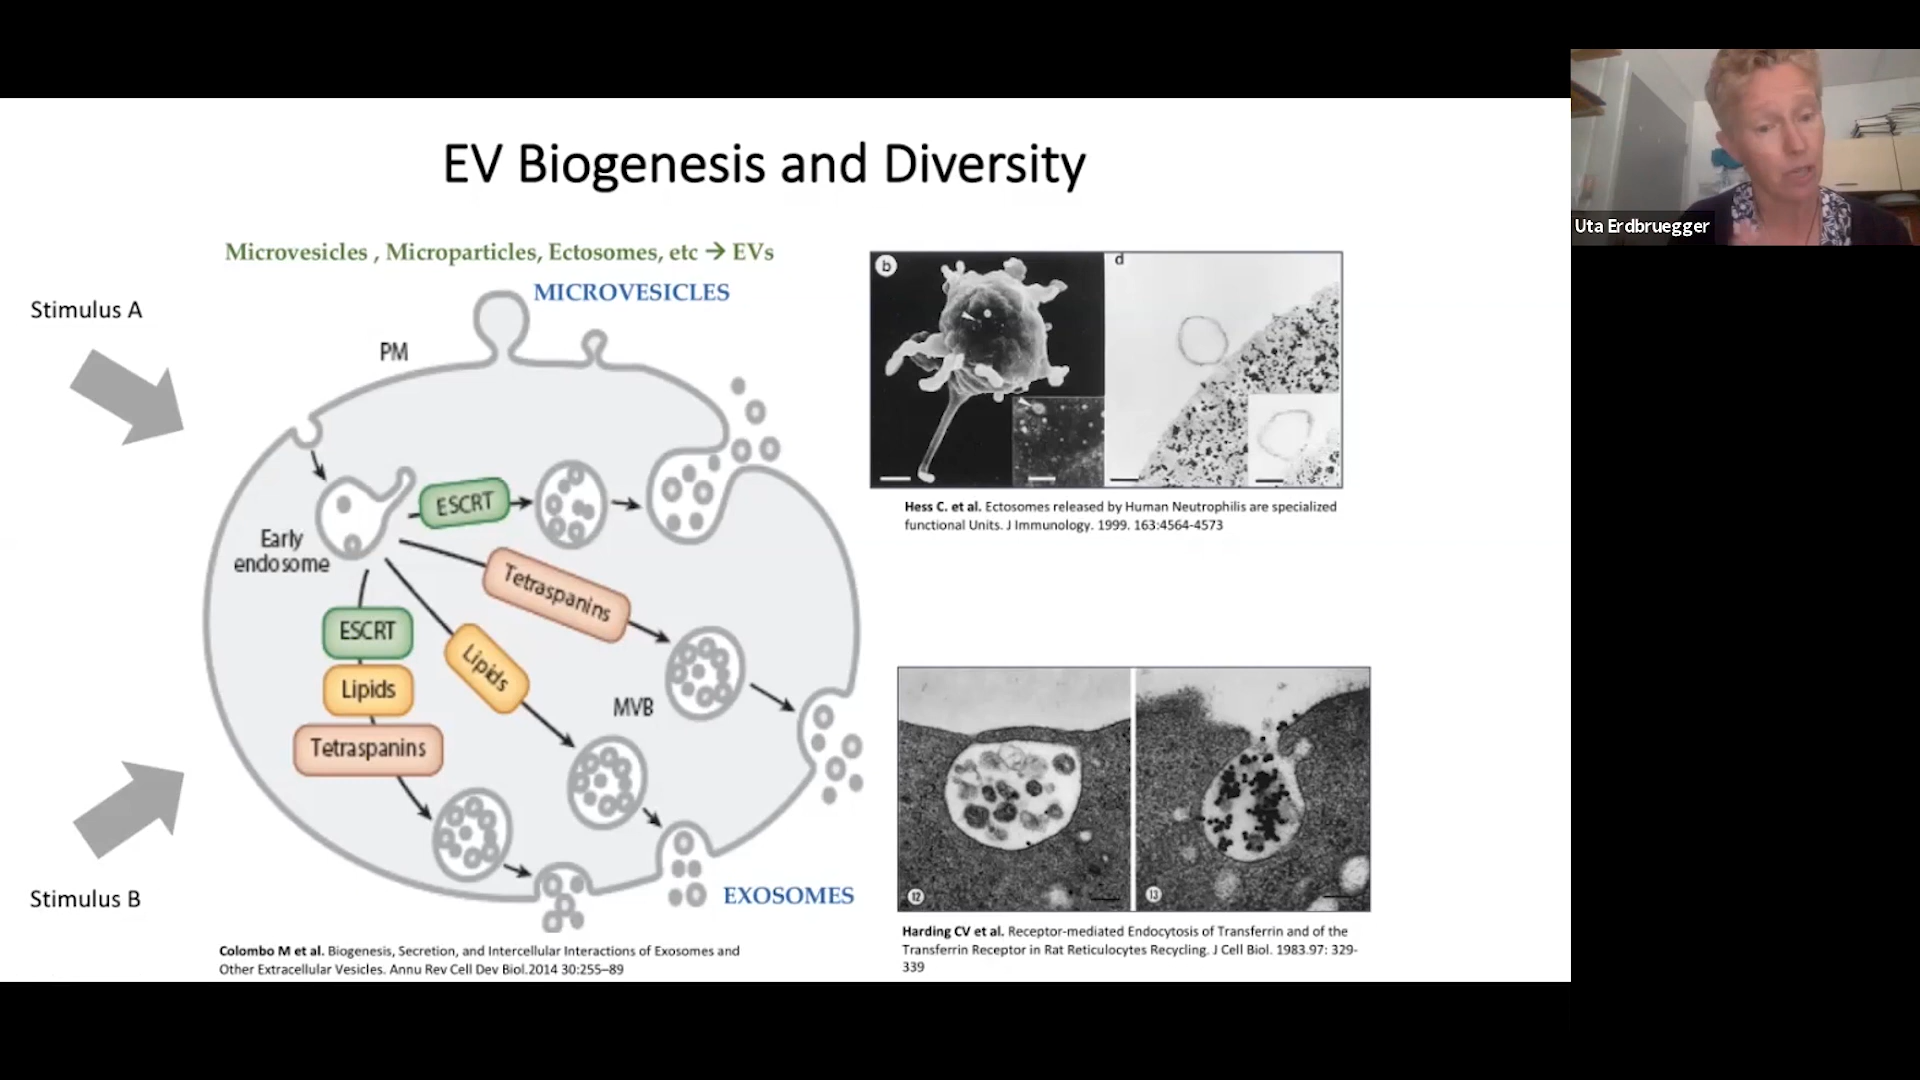 EV Biogenesis and Diversity
Microvesicles , Microparticles, Ectosomes, etc → EVs
MICROVESICLES
Stimulus A
PM
b
d
Early
endosome
ESCRT
Tetraspanins
ESCRT
Lipids
Tetraspanins
Lipids
MVB
Stimulus B
EXOSOMES
Hess C. et al. Ectosomes released by Human Neutrophilis are specialized
functional Units. J Immunology. 1999. 163:4564-4573
12
13
Colombo M et al. Biogenesis, Secretion, and Intercellular Interactions of Exosomes and
Other Extracellular Vesicles. Annu Rev Cell Dev Biol.2014 30:255–89
Harding CV et al. Receptor-mediated Endocytosis of Transferrin and of the
Transferrin Receptor in Rat Reticulocytes Recycling. J Cell Biol. 1983.97: 329-
339
Uta Erdbruegger